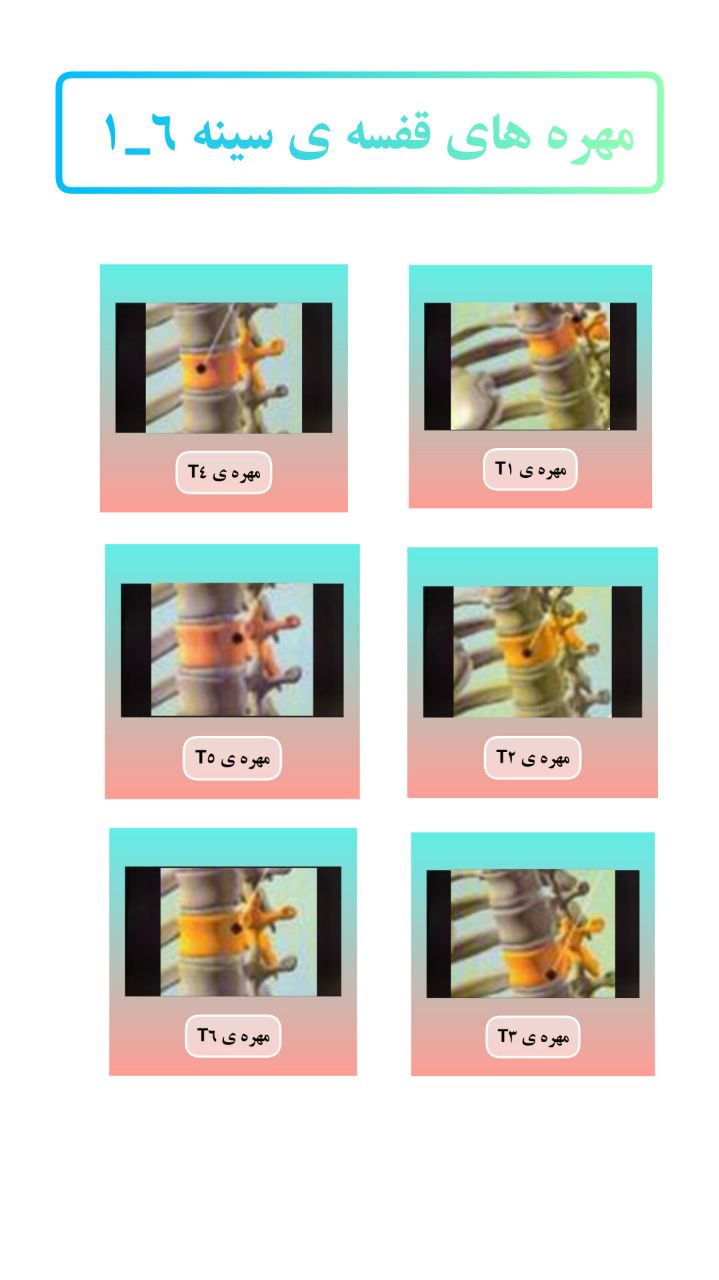 مهره های قفسه ی سینه ٦_١
مهره ی T١
مهره ی T٤
مهره ی T٢
مهره ی T٥
مهره ی T٣
مهره ی T٦